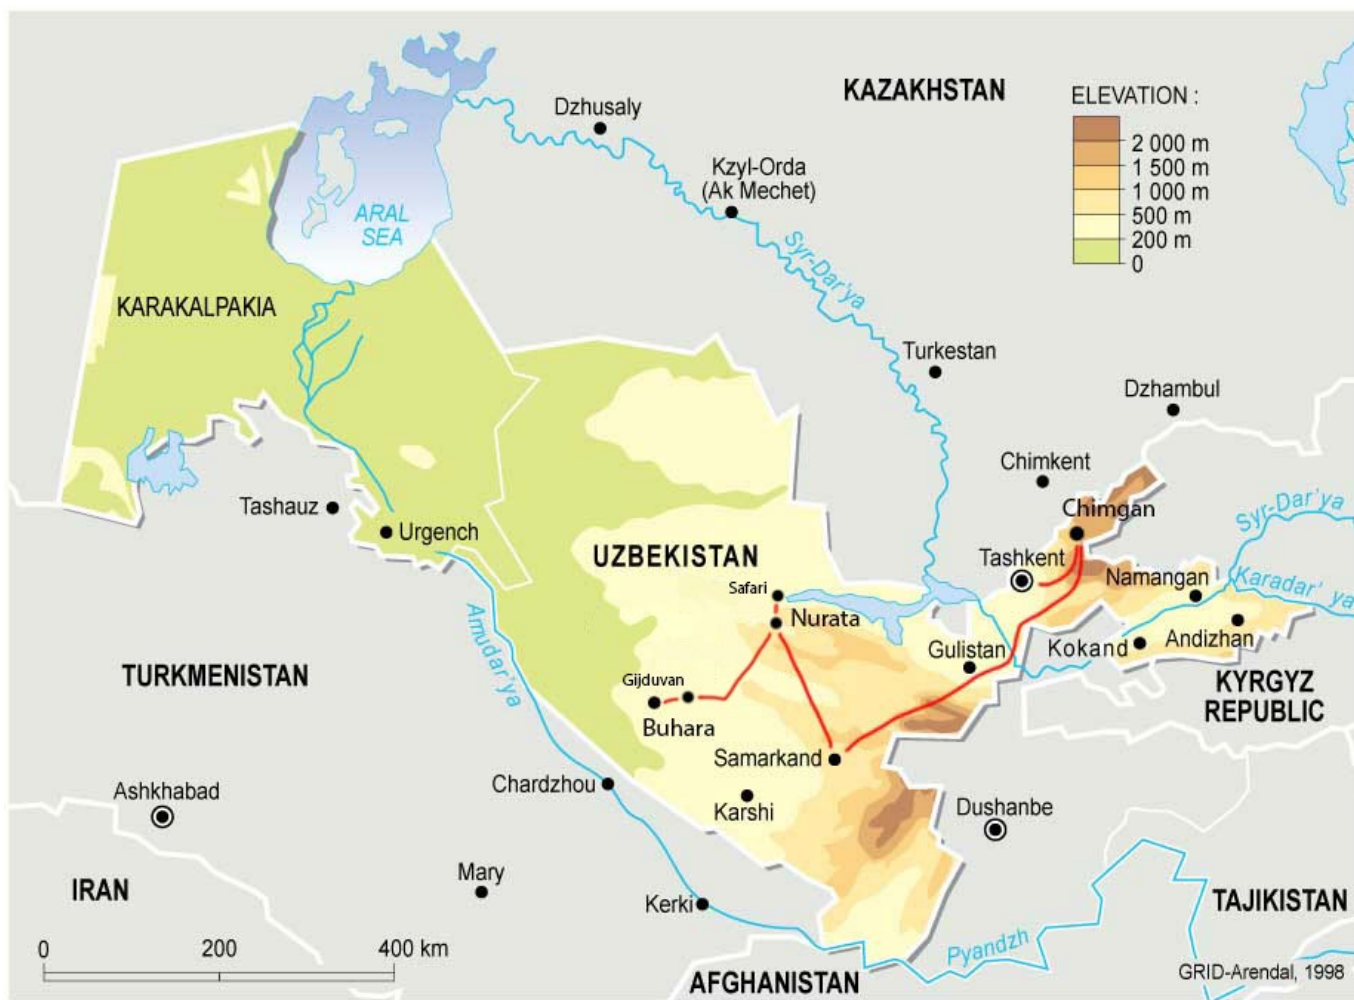 KAZAKHSTAN
ELEVATION :
2 000 m
1 500 m
1 000 m
500 m
200 m
0
Dzhusaly
Kzyl-Orda
(Ak Mechet)
Syr-Dar'ya
ARAL
SEA
KARAKALPAKIA
Turkestan
Dzhambul
Chimkent
Chimgan
Syr-Dar'ya
Tashauz
Urgench
UZBEKISTAN
Tashkent
Namangan
Karadar' ya
Safari
Nurata
Amudar'ya
Gulistan
Kokand
Andizhan
TURKMENISTAN
Gijduvan
Buhara
KYRGYZ
REPUBLIC
Samarkand
Chardzhou
Karshi
Dushanbe
Ashkhabad
IRAN
Mary
Kerki
TAJIKISTAN
Pyandzh
0 200 400 km
AFGHANISTAN
GRID-Arendal, 1998